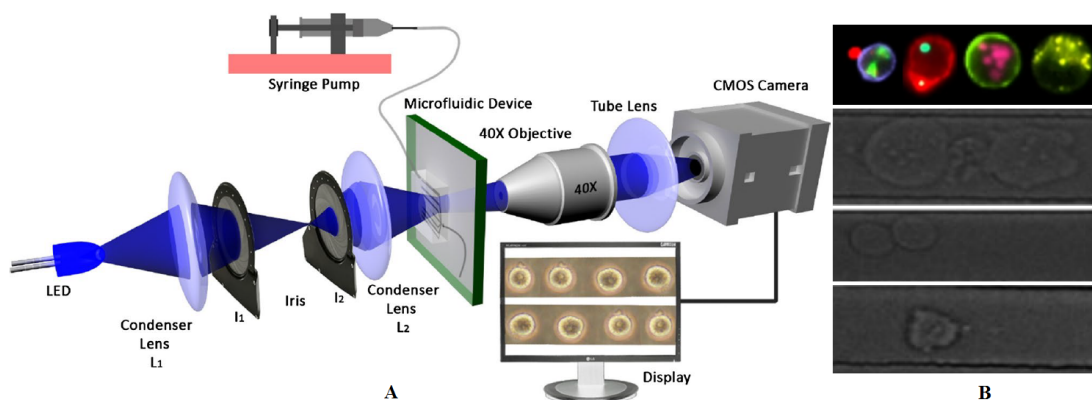 Syringe Pump
Microfluidic Device
40X Objective
Tube Lens
CMOS Camera
40X
LED
Condenser
Lens
L1
I1
Iris
I2
Condenser
Lens
L2
Display
A
B